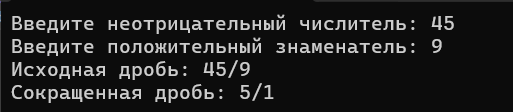 Введите неотрицательный числитель: 45
Введите положительный знаменатель: 9
Исходная дробь: 45/9
Сокращенная дробь: 5/1